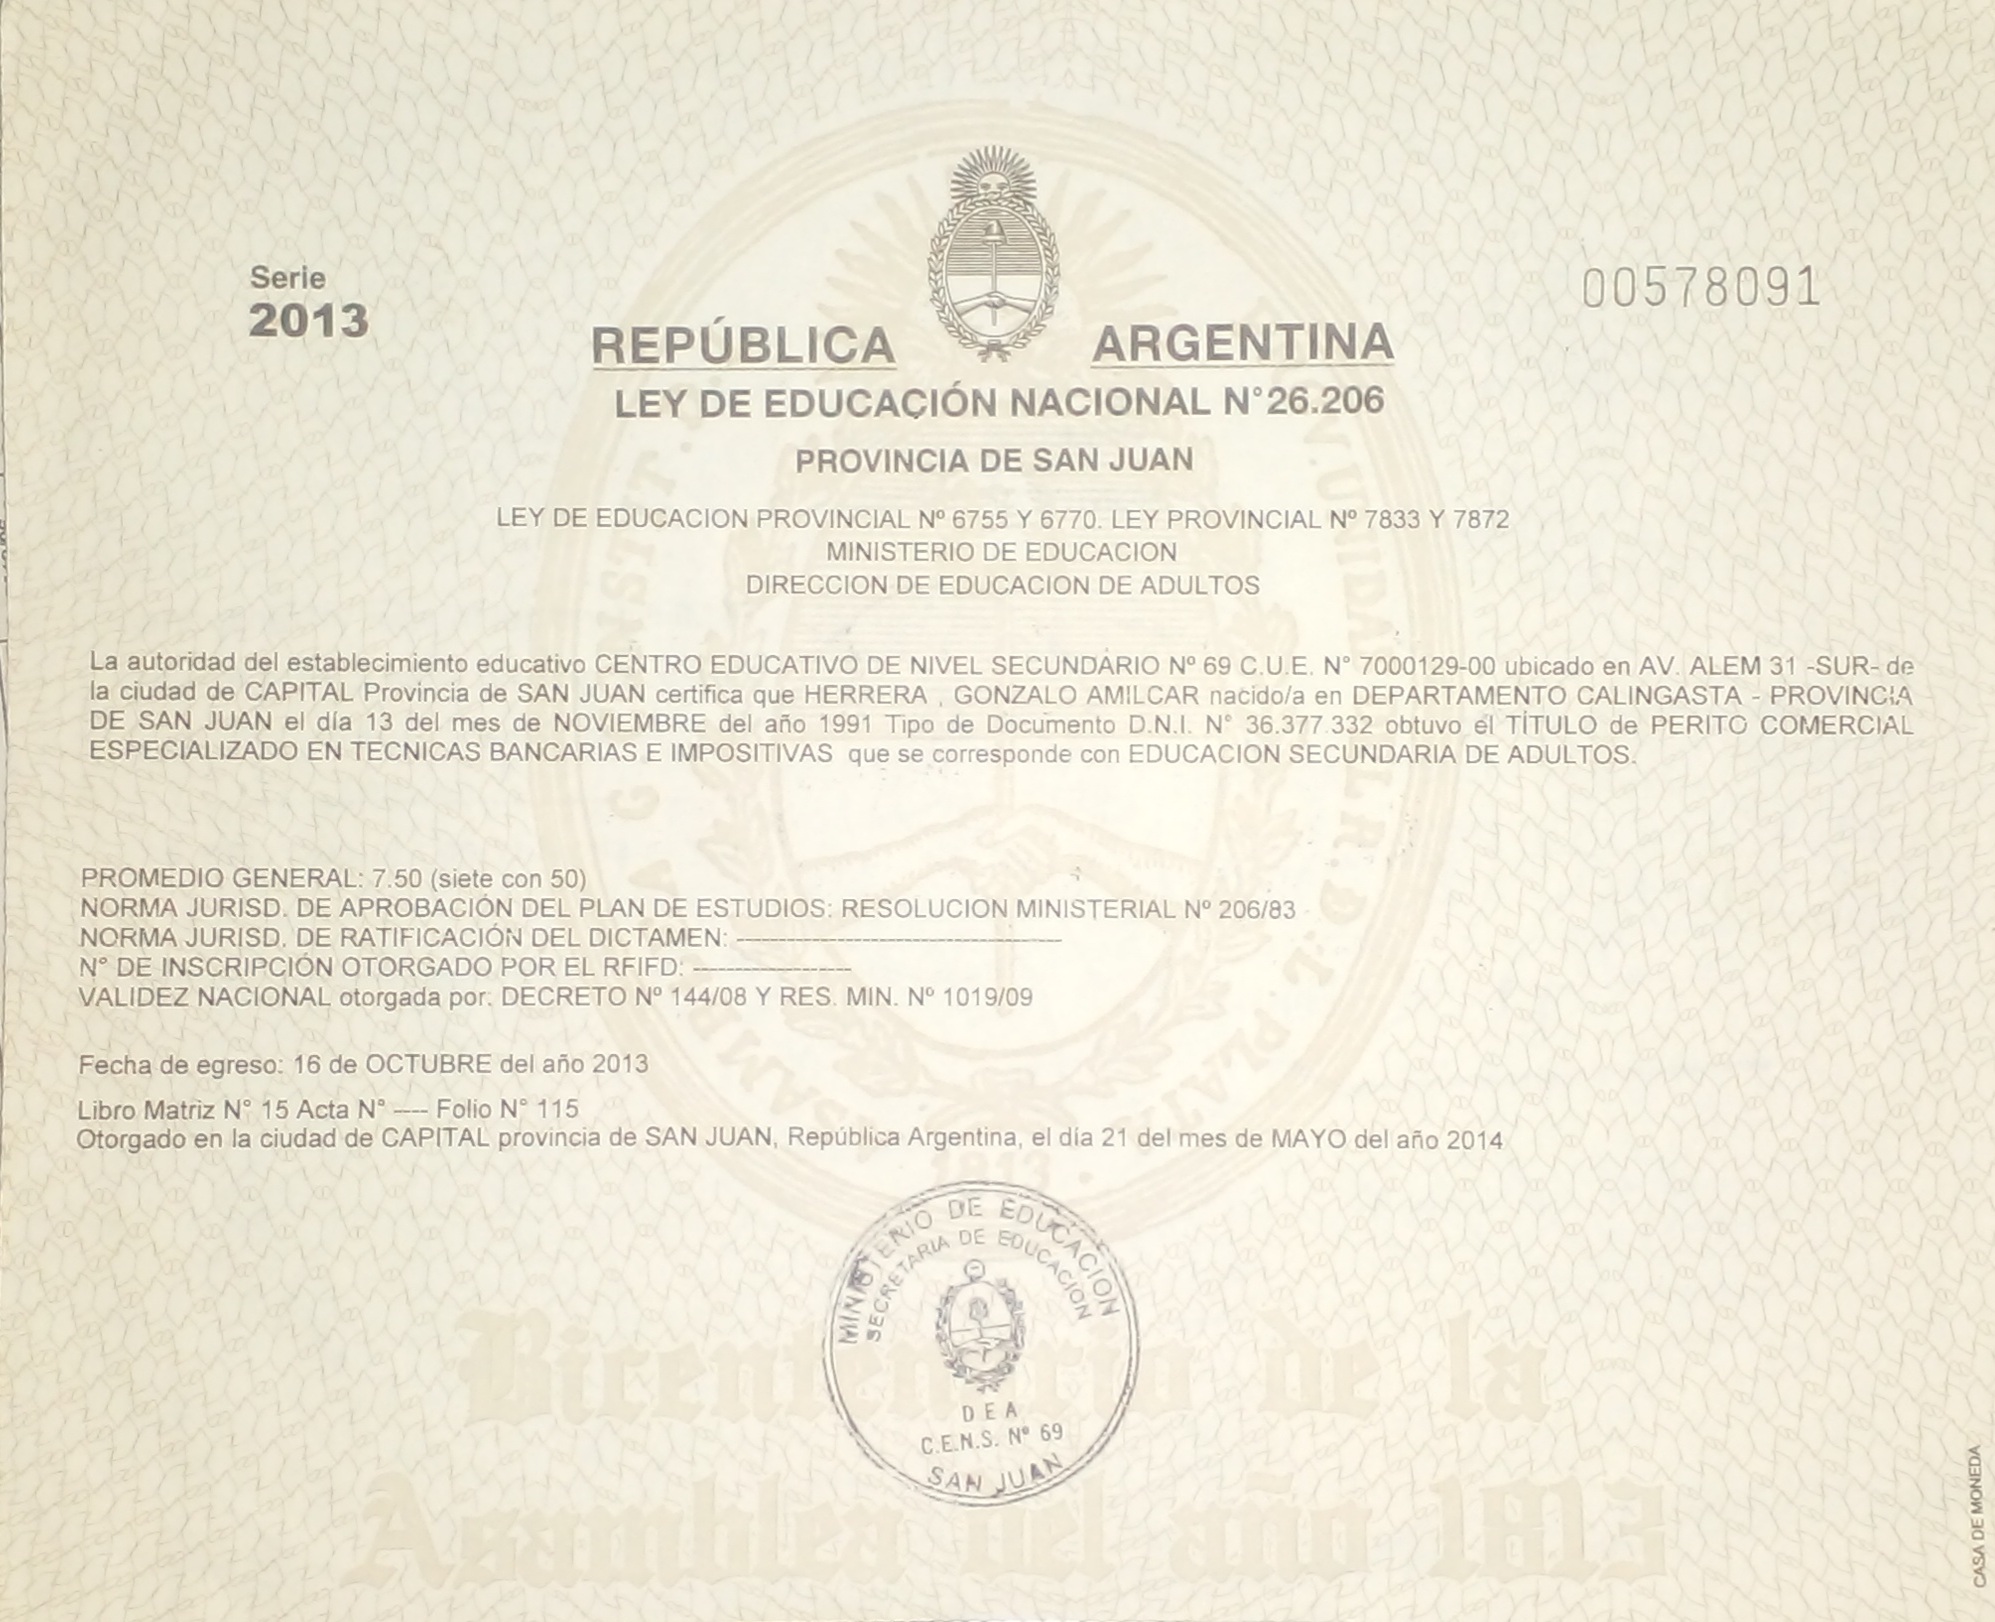 Serie
2013
00578091
REPÚBLICA ARGENTINA
LEY DE EDUCACIÓN NACIONAL N°26.206
PROVINCIA DE SAN JUAN
LEY DE EDUCACION PROVINCIAL Nº 6755 Y 6770. LEY PROVINCIAL Nº 7833 Y 7872
MINISTERIO DE EDUCACION
DIRECCION DE EDUCACION DE ADULTOS
La autoridad del establecimiento educativo CENTRO EDUCATIVO DE NIVEL SECUNDARIO Nº 69 C.U.E. N° 7000129-00 ubicado en AV. ALEM 31 -SUR- de
la ciudad de CAPITAL Provincia de SAN JUAN certifica que HERRERA , GONZALO AMILCAR nacido/a en DEPARTAMENTO CALINGASTA - PROVINCIA
DE SAN JUAN el día 13 del mes de NOVIEMBRE del año 1991 Tipo de Documento D.N.I. N° 36.377.332 obtuvo el TÍTULO de PERITO COMERCIAL
ESPECIALIZADO EN TECNICAS BANCARIAS E IMPOSITIVAS que se corresponde con EDUCACION SECUNDARIA DE ADULTOS.
PROMEDIO GENERAL: 7.50 (siete con 50)
NORMA JURISD. DE APROBACIÓN DEL PLAN DE ESTUDIOS: RESOLUCION MINISTERIAL Nº 206/83
NORMA JURISD. DE RATIFICACIÓN DEL DICTAMEN: ---------------------------------------
N° DE INSCRIPCIÓN OTORGADO POR EL RFIFD: -------------------
VALIDEZ NACIONAL otorgada por: DECRETO Nº 144/08 Y RES. MIN. Nº 1019/09
Fecha de egreso: 16 de OCTUBRE del año 2013
Libro Matriz N° 15 Acta N° ---- Folio N° 115
Otorgado en la ciudad de CAPITAL provincia de SAN JUAN, República Argentina, el día 21 del mes de MAYO del año 2014
MINISTERIO DE EDUCACION
SECRETARIA DE EDUCACION
D E A
C.E.N.S. Nº 69
SAN JUAN
Bicentenario de la
Asamblea del año 1813
CASA DE MONEDA